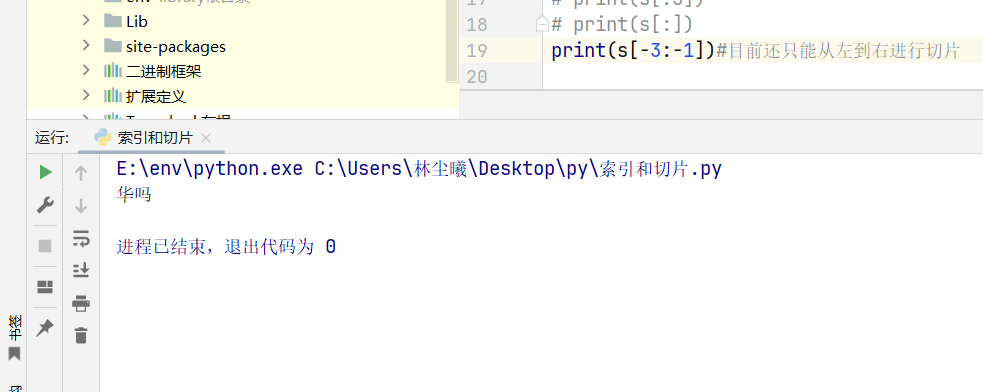 env library根目录
17
# print(s[:3])
Lib
18
# print(s[:])
site-packages
19
print(s[-3:-1])#目前还只能从左到右进行切片
二进制框架
20
扩展定义
运行:
索引和切片
E:\env\python.exe C:\Users\林尘曦\Desktop\py\索引和切片.py
华吗
进程已结束，退出代码为 0
书签